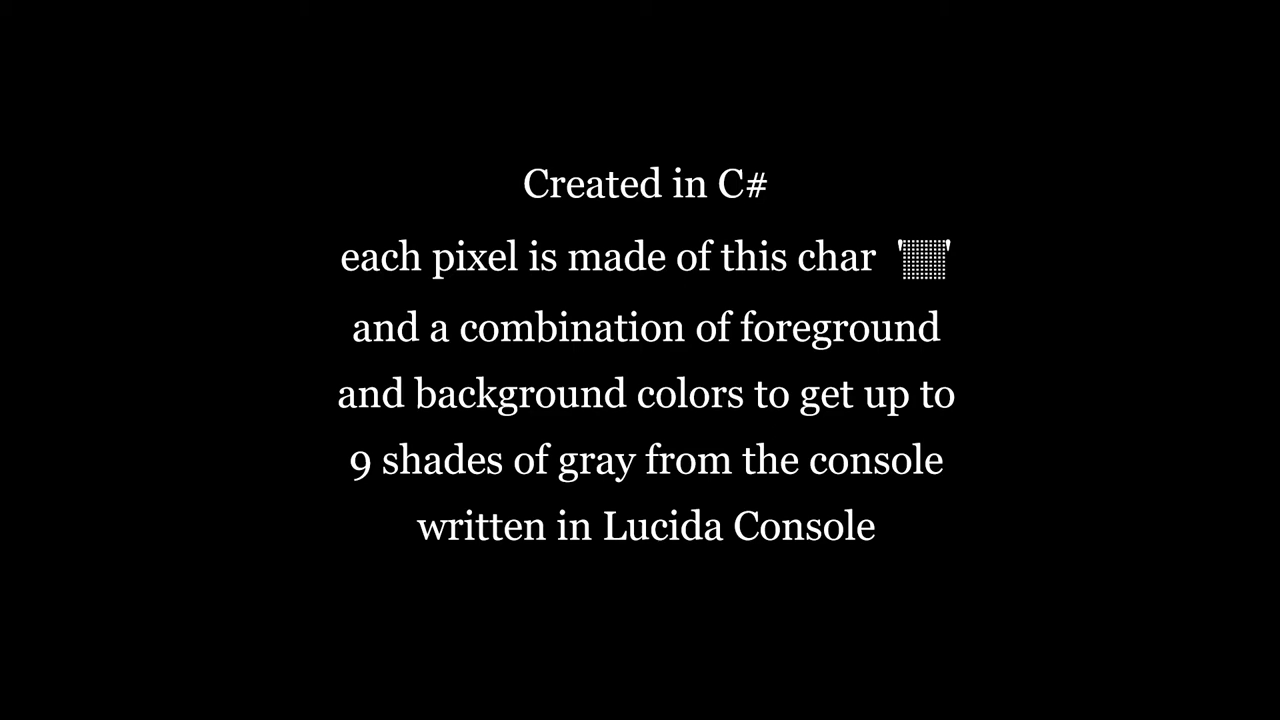 Created in C#
each pixel is made of this char '▒'
and a combination of foreground
and background colors to get up to
9 shades of gray from the console
written in Lucida Console